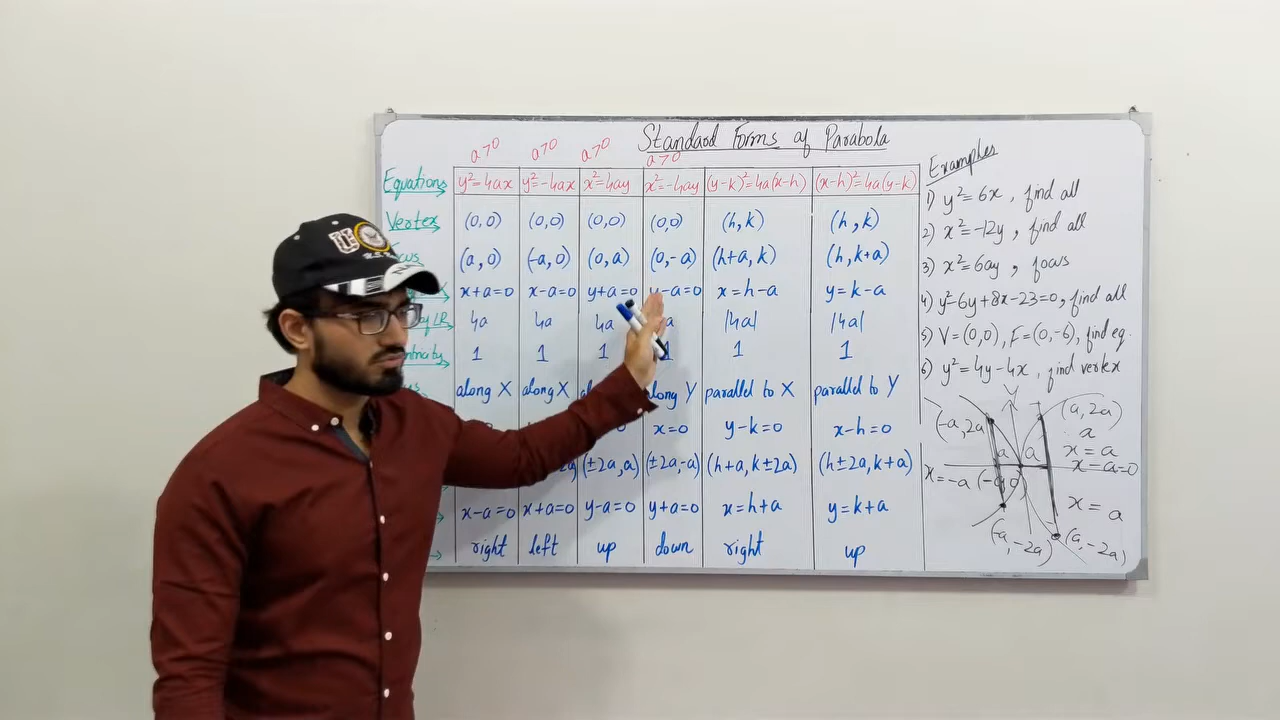 Standard Forms of Parabola
a>0 a>0 a>0 a>0
Equations y²=4ax y²=-4ax x²=4ay x²=-4ay (y-k)²=4a(x-h) (x-h)²=4a(y-k)
Vertex (0,0) (0,0) (0,0) (0,0) (h,k) (h,k)
(a,0) (-a,0) (0,a) (0,-a) (h+a,k) (h,k+a)
x+a=0 x-a=0 y+a=0 -a=0 x=h-a y=k-a
LR 4a 4a 4a |4a| |4a|
1 1 1 1 1 1
along X along X along Y parallel to X parallel to Y
x=0 y-k=0 x-h=0
(±2a,a) (±2a,-a) (h+a,k±2a) (h±2a,k+a)
x-a=0 x+a=0 y-a=0 y+a=0 x=h+a y=k+a
right left up down right up
Examples
1) y²=6x, find all
2) x²=-12y, find all
3) x²=6ay, focus
4) y²-6y+8x-23=0, find all
5) V=(0,0), F=(0,-6), find eq.
6) y²=4y-4x, find vertex
Y
(-a,2a) (a,2a)
a a a
x=a
x-a=0
x=-a
x=a
(-a,-2a) (a,-2a)